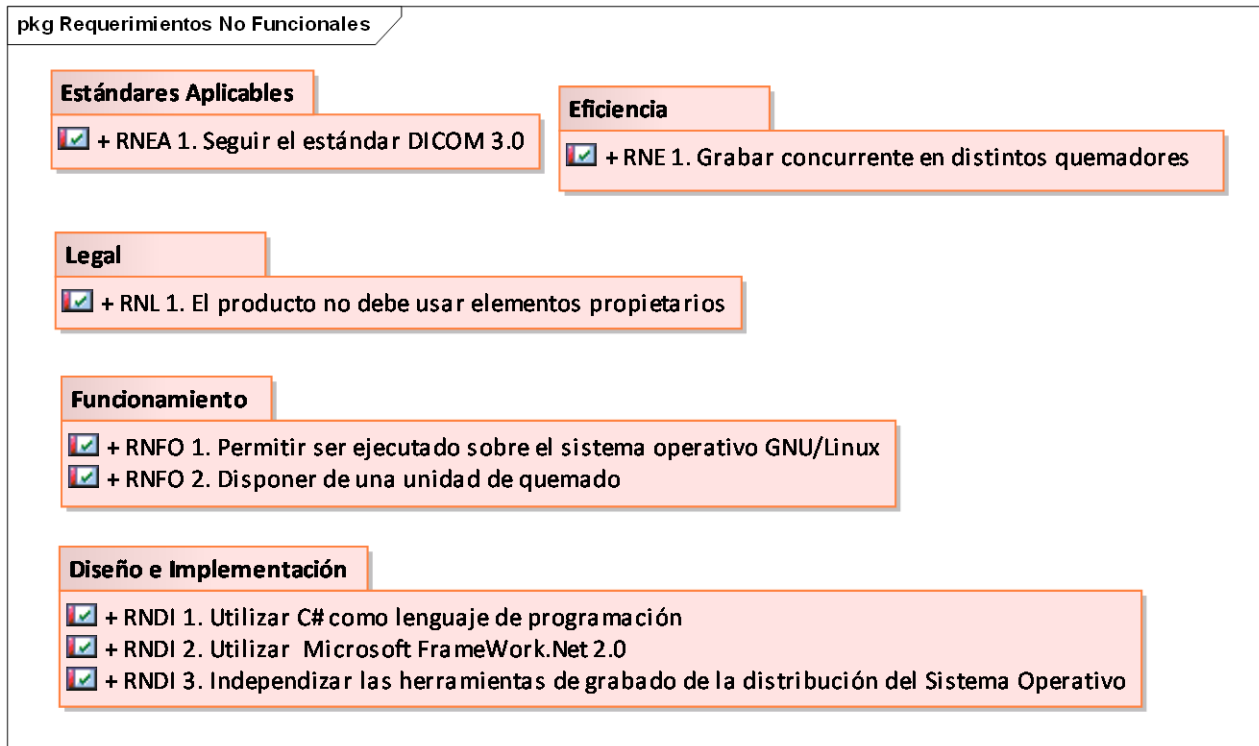 pkg Requerimientos No Funcionales
Estándares Aplicables
+ RNEA 1. Seguir el estándar DICOM 3.0
Eficiencia
+ RNE 1. Grabar concurrente en distintos quemadores
Legal
+ RNL 1. El producto no debe usar elementos propietarios
Funcionamiento
+ RNFO 1. Permitir ser ejecutado sobre el sistema operativo GNU/Linux
+ RNFO 2. Disponer de una unidad de quemado
Diseño e Implementación
+ RNDI 1. Utilizar C# como lenguaje de programación
+ RNDI 2. Utilizar Microsoft FrameWork.Net 2.0
+ RNDI 3. Independizar las herramientas de grabado de la distribución del Sistema Operativo